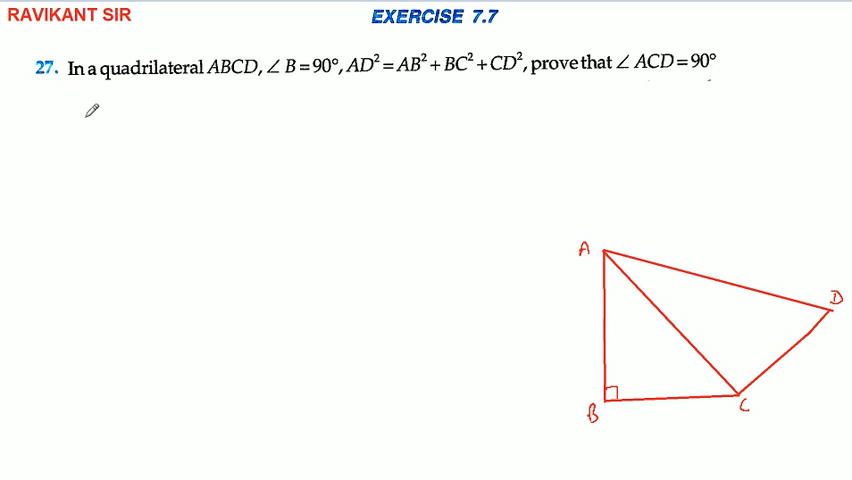 RAVIKANT SIR
EXERCISE 7.7
27. In a quadrilateral ABCD, ∠ B = 90°, AD² = AB² + BC² + CD², prove that ∠ ACD = 90°
A
D
B
C